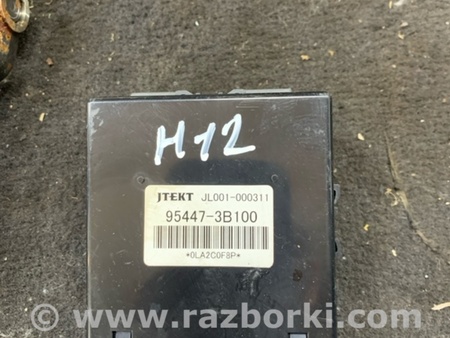 H12
JTEKT JL001-000311
95447-3B100
*0LA2C0F8P*
www.razborki.com